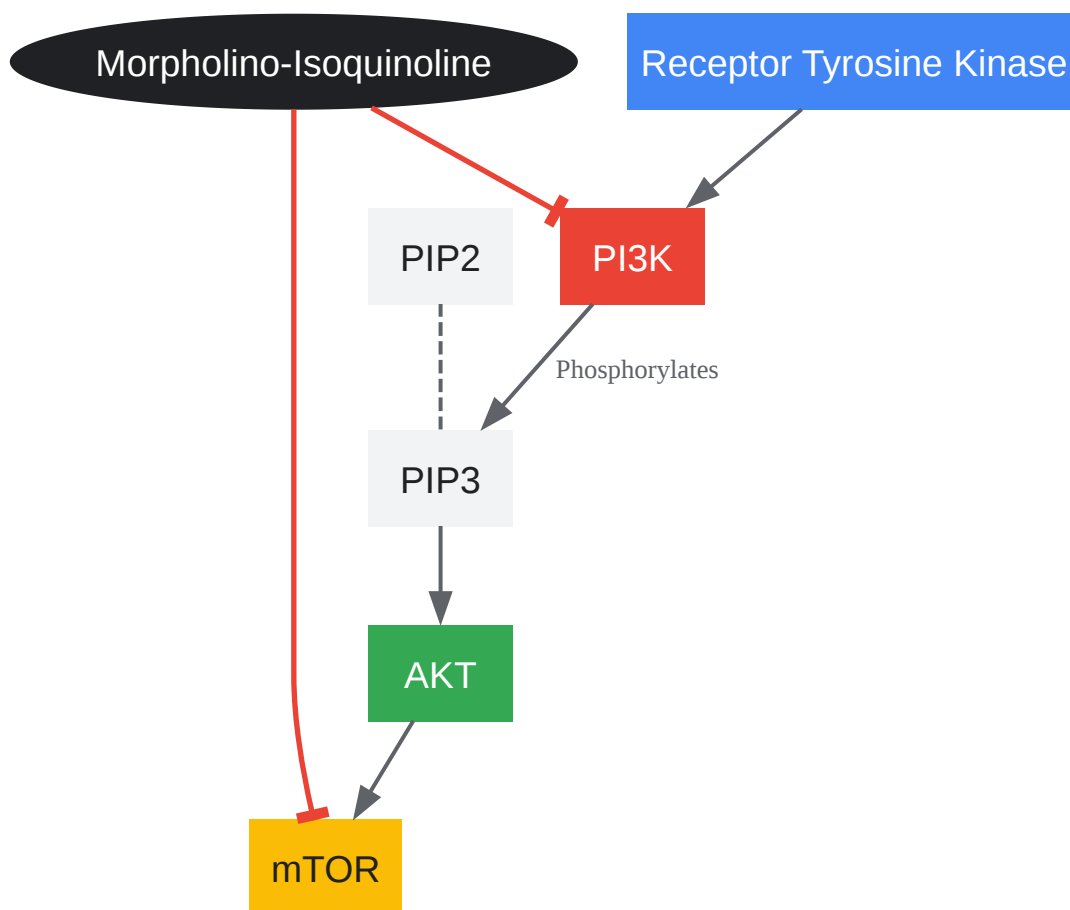 Morpholino-Isoquinoline
Receptor Tyrosine Kinase
PIP2
PI3K
Phosphorylates
PIP3
AKT
mTOR